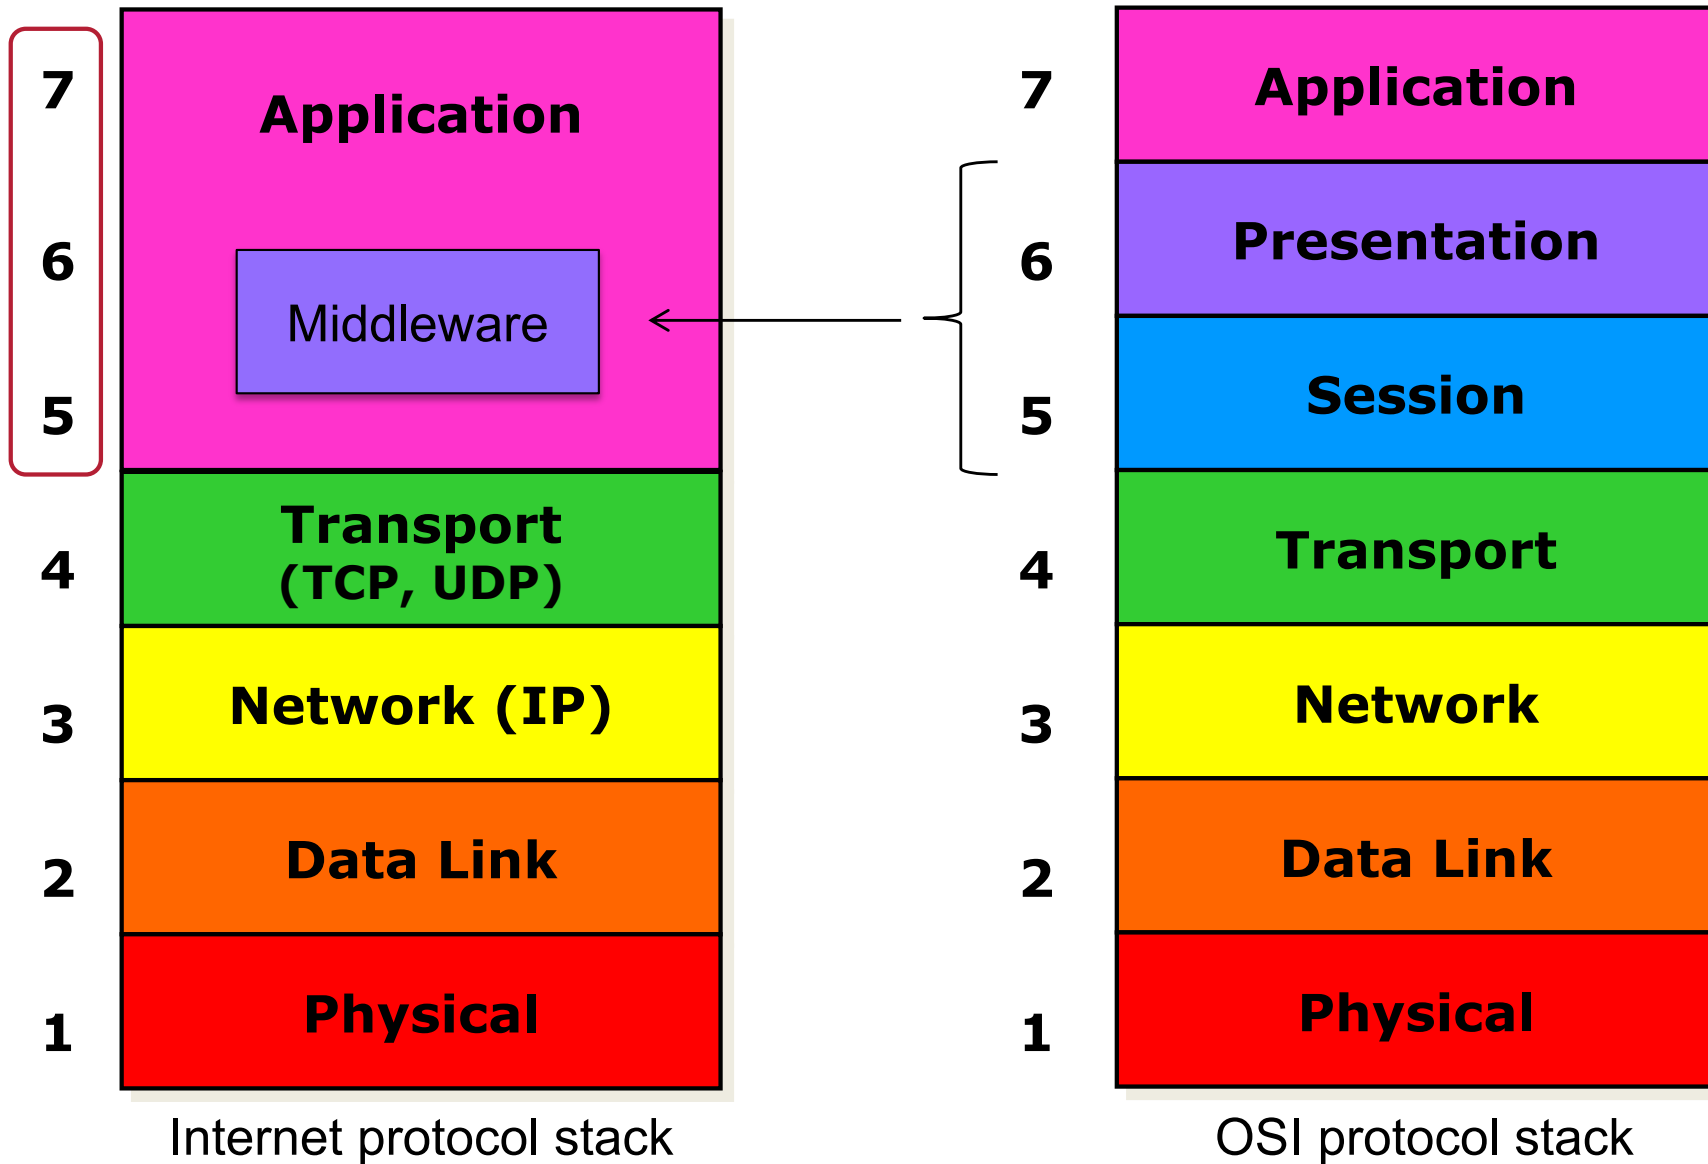 7
Application
6
Middleware
5
Transport
(TCP, UDP)
4
Network (IP)
3
Data Link
2
Physical
1
Internet protocol stack
7
Application
6
Presentation
5
Session
4
Transport
3
Network
2
Data Link
1
Physical
OSI protocol stack